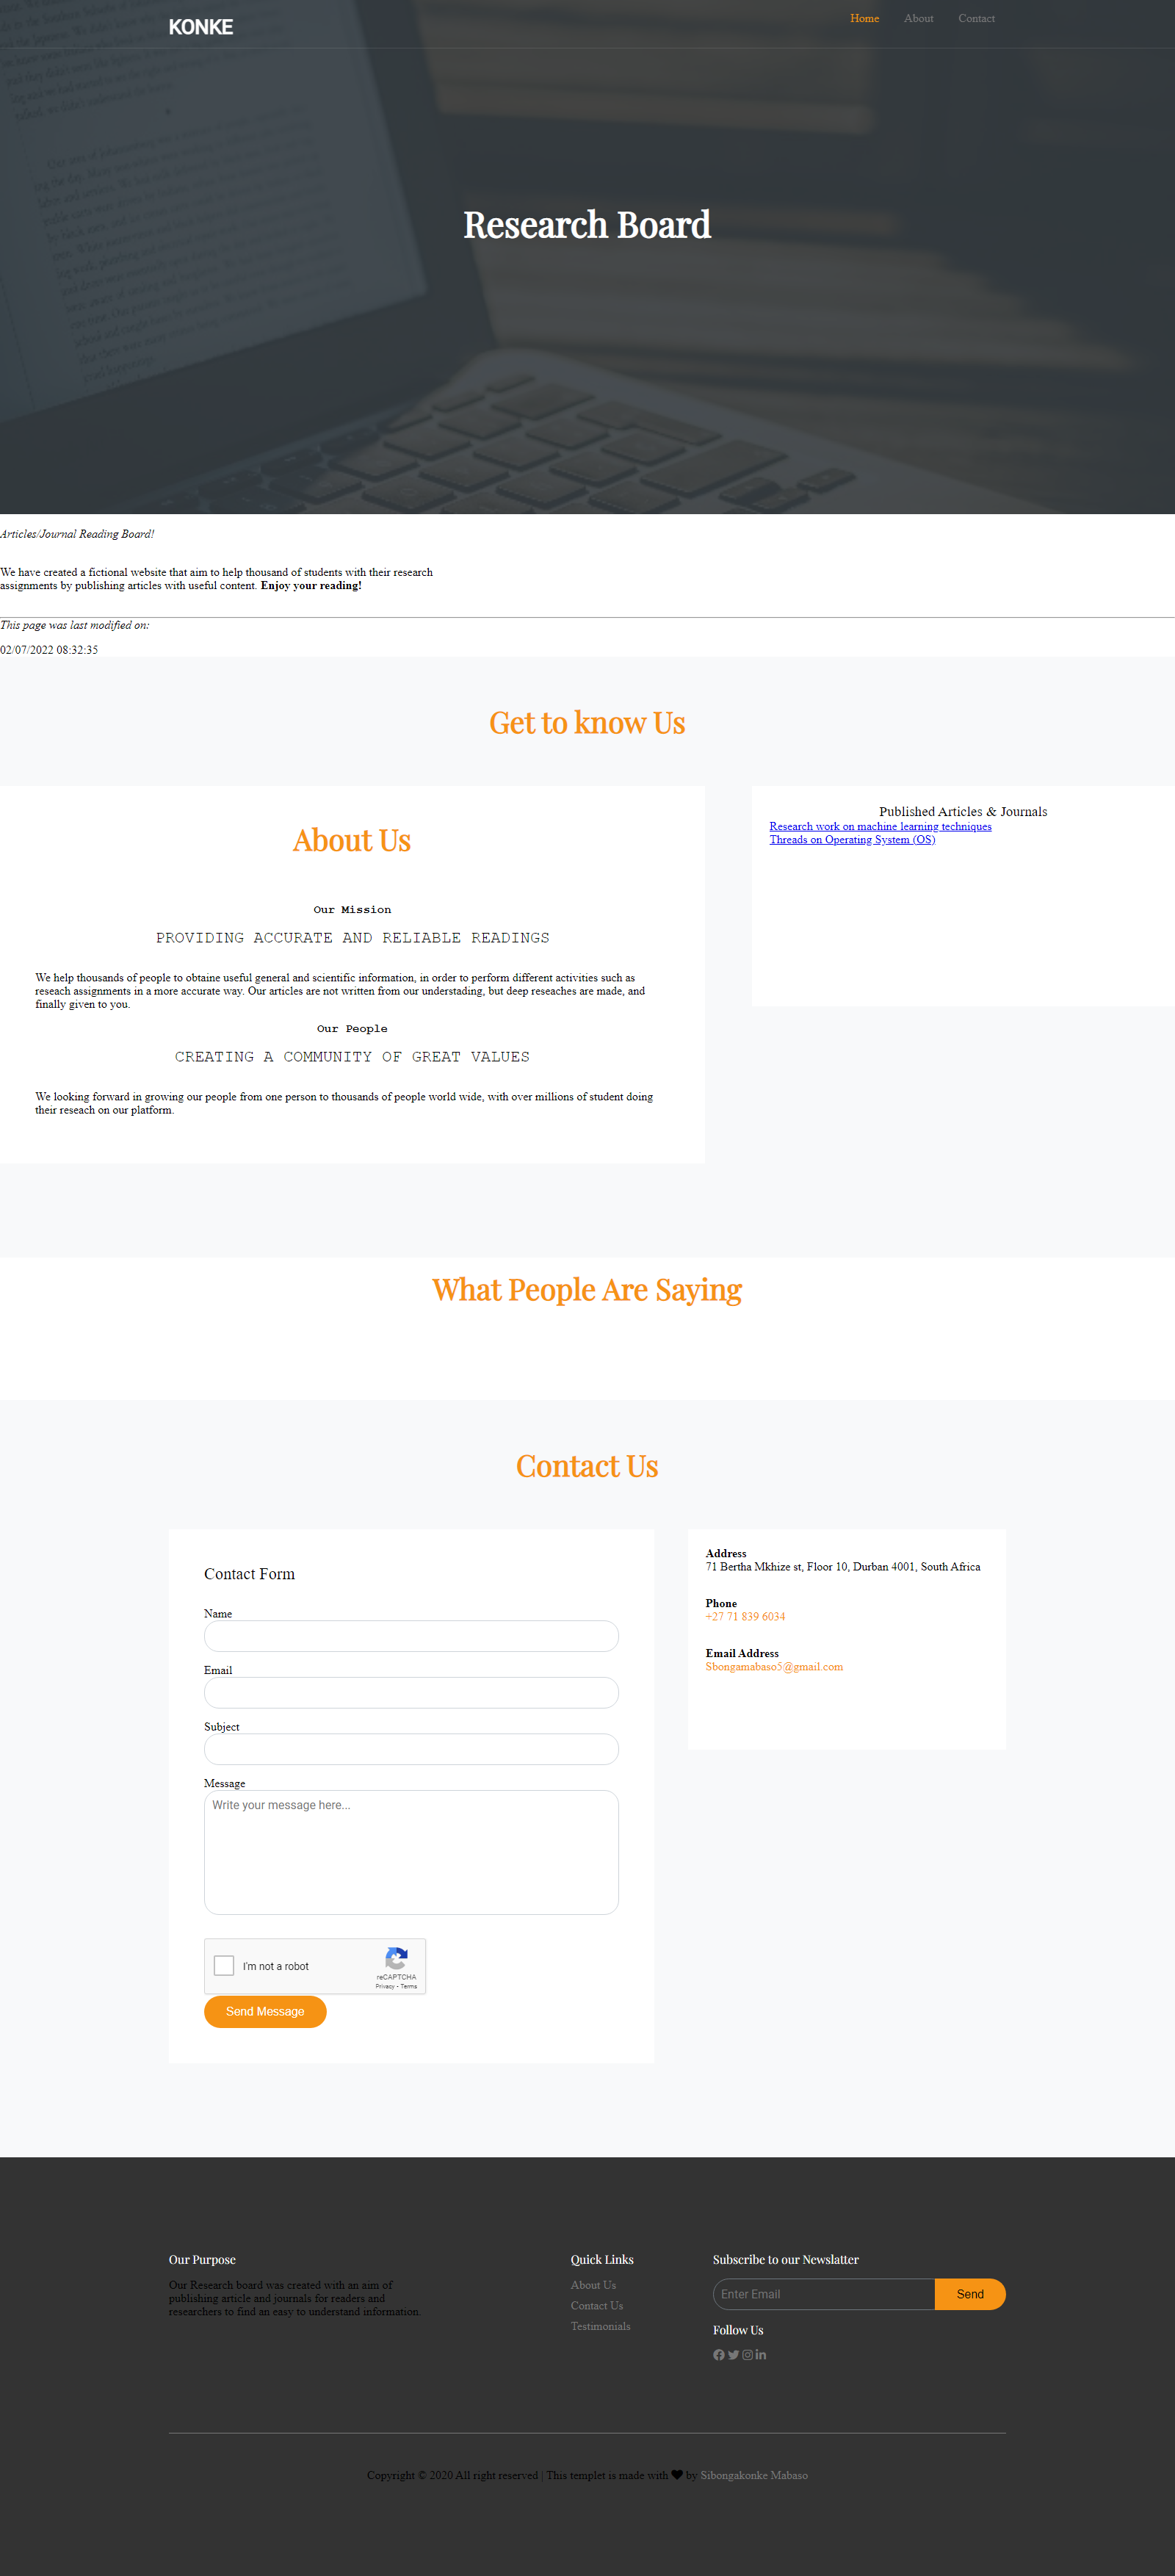 KONKE
Home
About
Contact
Research Board
Articles/Journal Reading Board!
We have created a fictional website that aim to help thousand of students with their research
assignments by publishing articles with useful content. Enjoy your reading!
This page was last modified on:
02/07/2022 08:32:35
Get to know Us
About Us
Our Mission
PROVIDING ACCURATE AND RELIABLE READINGS
We help thousands of people to obtaine useful general and scientific information, in order to perform different activities such as
reseach assignments in a more accurate way. Our articles are not written from our understading, but deep reseaches are made, and
finally given to you.
Our People
CREATING A COMMUNITY OF GREAT VALUES
We looking forward in growing our people from one person to thousands of people world wide, with over millions of student doing
their reseach on our platform.
Published Articles & Journals
Research work on machine learning techniques
Threads on Operating System (OS)
What People Are Saying
Contact Us
Contact Form
Name
Email
Subject
Message
Write your message here...
I'm not a robot
reCAPTCHA
Privacy - Terms
Send Message
Address
71 Bertha Mkhize st, Floor 10, Durban 4001, South Africa
Phone
+27 71 839 6034
Email Address
Sbongamabaso5@gmail.com
Our Purpose
Our Research board was created with an aim of
publishing article and journals for readers and
researchers to find an easy to understand information.
Quick Links
About Us
Contact Us
Testimonials
Subscribe to our Newslatter
Enter Email
Send
Follow Us
Copyright © 2020 All right reserved | This templet is made with ❤ by Sibongakonke Mabaso